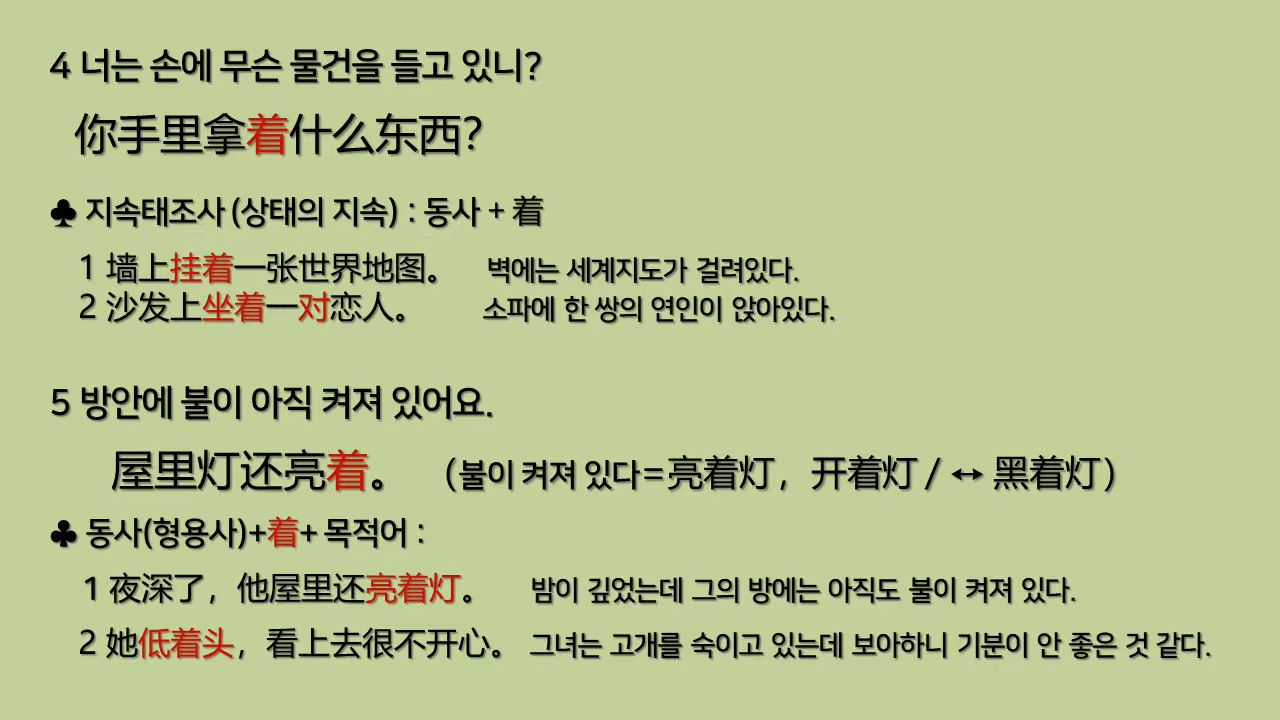 4 너는 손에 무슨 물건을 들고 있니?
你手里拿着什么东西?
♣ 지속태조사 (상태의 지속) : 동사 + 着
1 墙上挂着一张世界地图。 벽에는 세계지도가 걸려있다.
2 沙发上坐着一对恋人。 소파에 한 쌍의 연인이 앉아있다.
5 방안에 불이 아직 켜져 있어요.
屋里灯还亮着。 (불이 켜져 있다=亮着灯，开着灯 / ↔ 黑着灯)
♣ 동사(형용사)+着+ 목적어 :
1 夜深了，他屋里还亮着灯。 밤이 깊었는데 그의 방에는 아직도 불이 켜져 있다.
2 她低着头，看上去很不开心。 그녀는 고개를 숙이고 있는데 보아하니 기분이 안 좋은 것 같다.